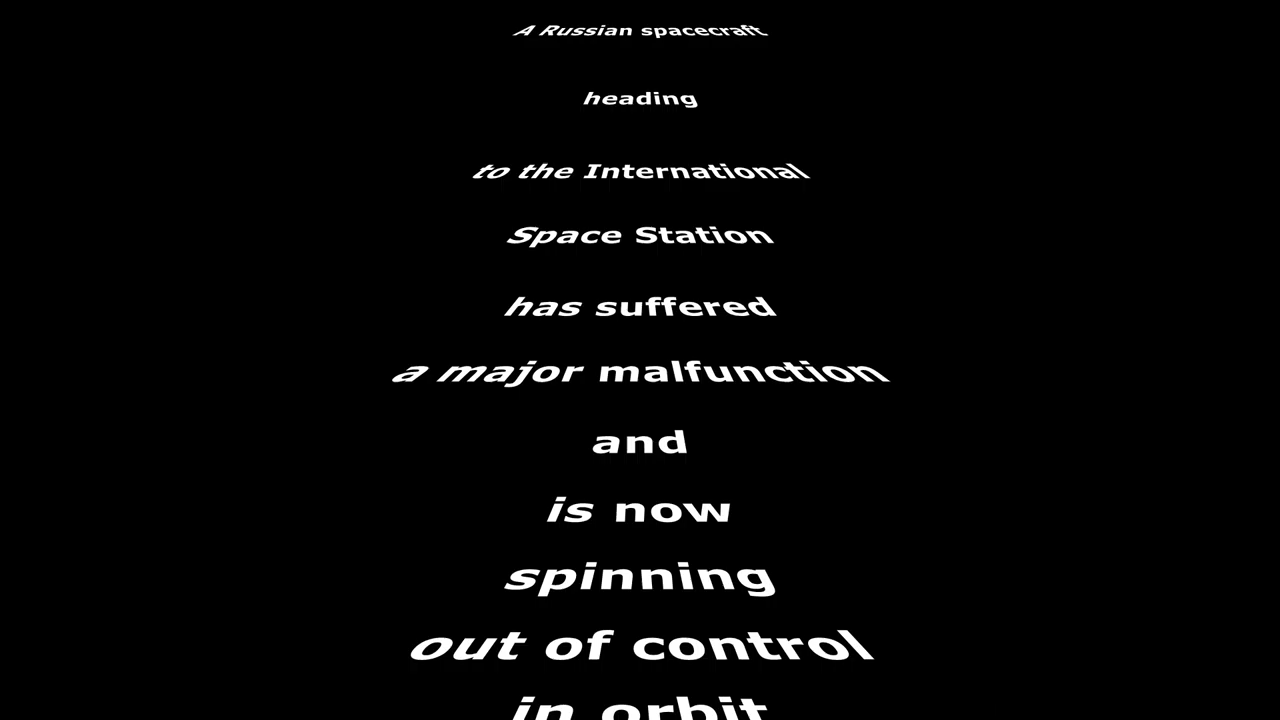 A Russian spacecraft
heading
to the International
Space Station
has suffered
a major malfunction
and
is now
spinning
out of control
in orbit